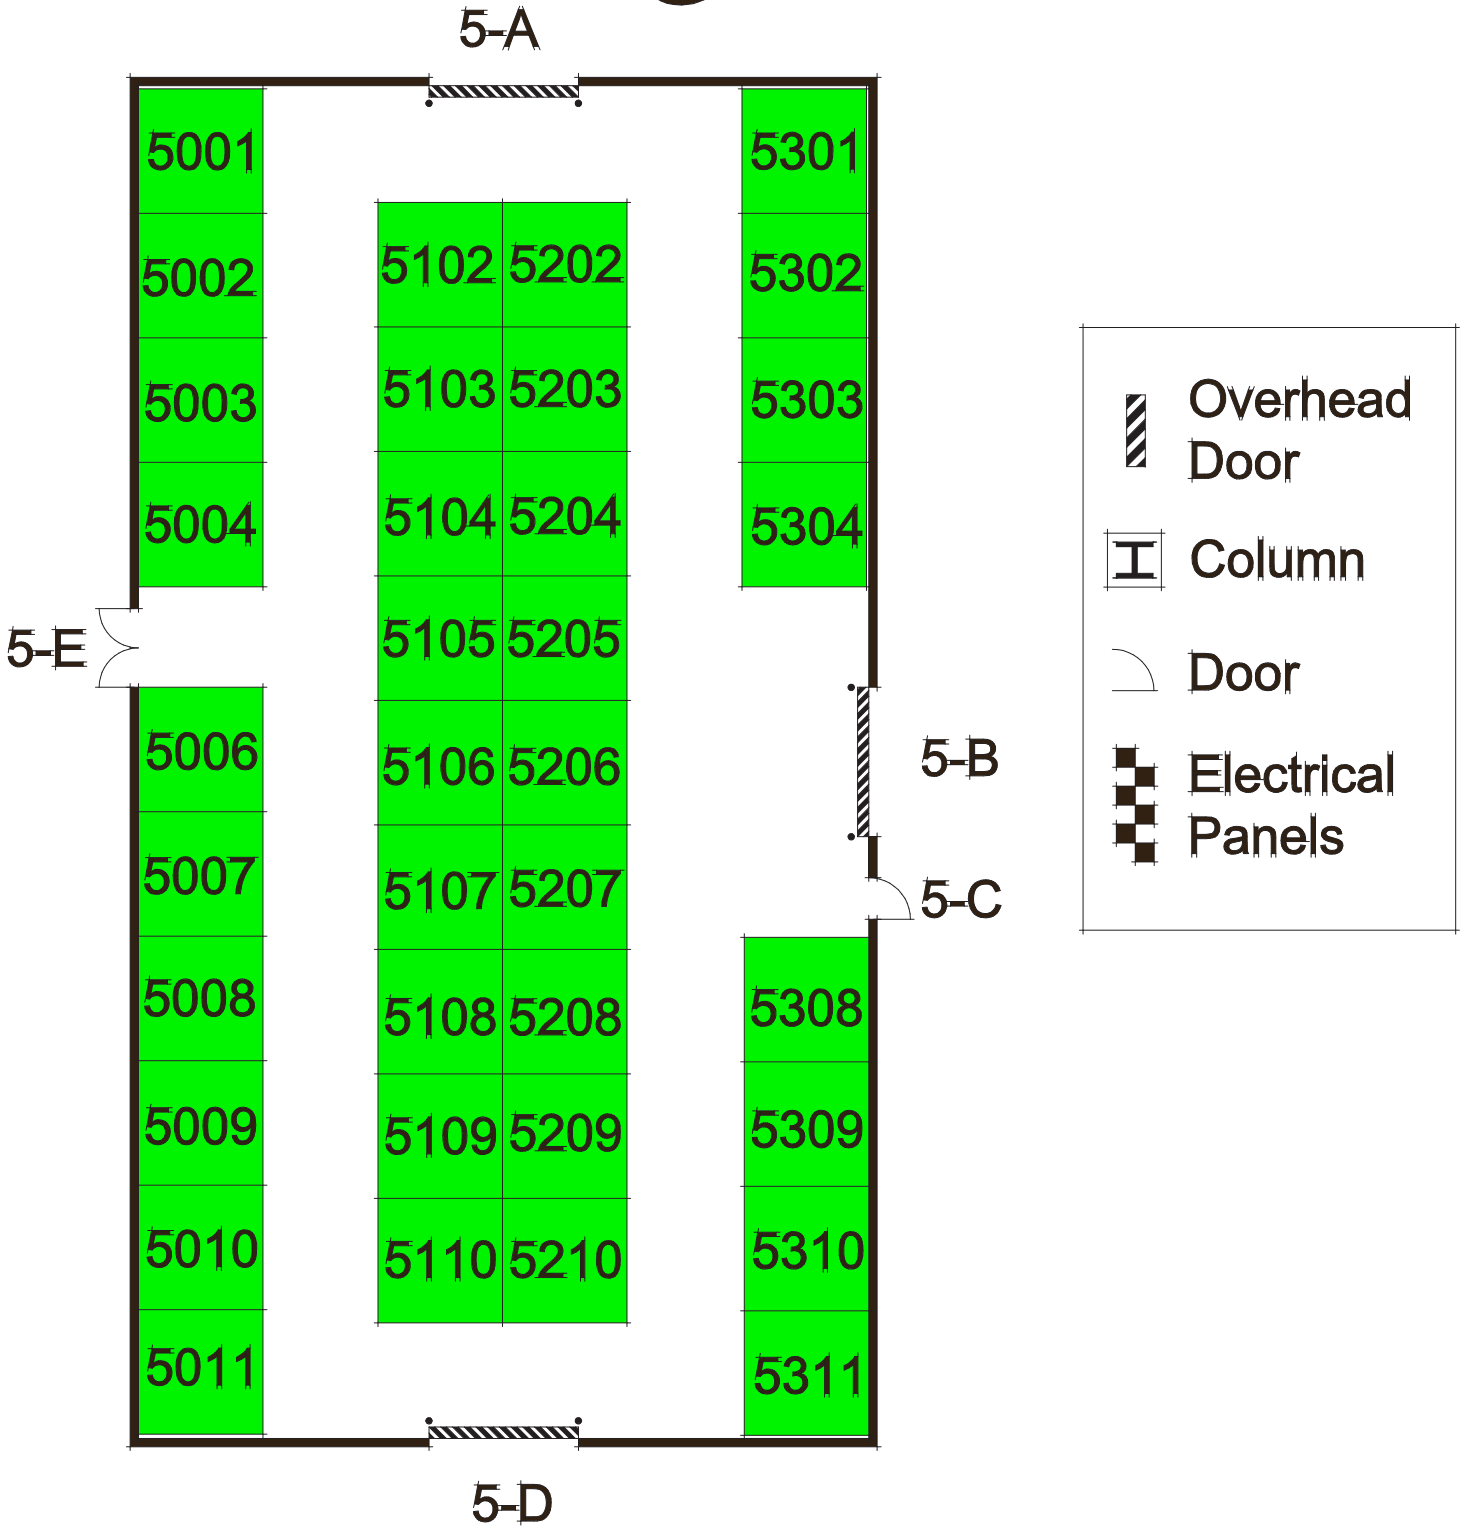 5-A
5001 5301
5102 5202
5002 5302
5103 5203
5003 5303
5104 5204
5004 5304
5105 5205
5-E
5006 5106 5206
5-B
5007 5107 5207
5-C
5008 5108 5208 5308
5009 5109 5209 5309
5010 5110 5210 5310
5011 5311
5-D
Overhead
Door
Column
Door
Electrical
Panels